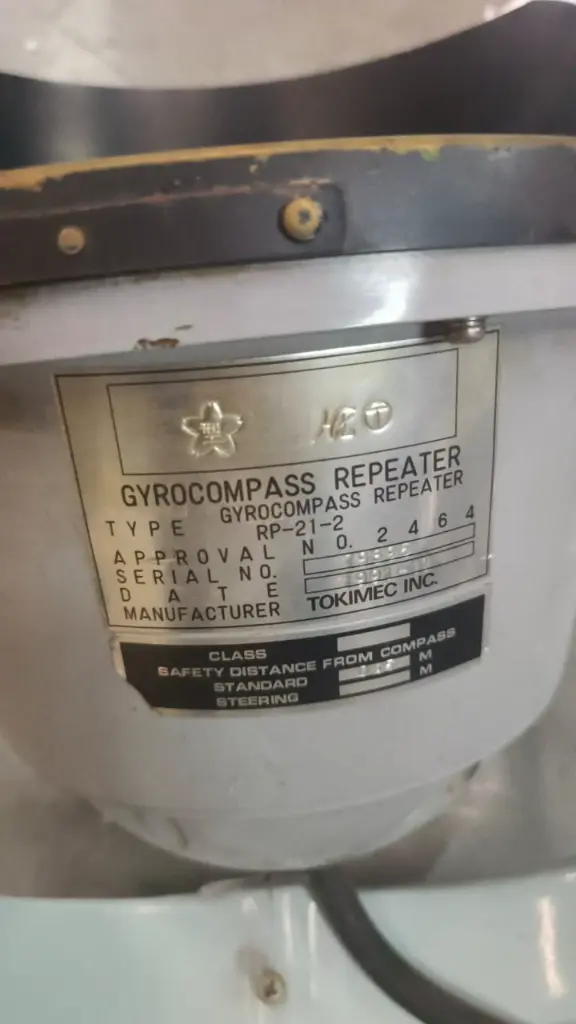 GYROCOMPASS REPEATER
TYPE GYROCOMPASS REPEATER
RP-21-2
APPROVAL NO. 2464
SERIAL NO.
DATE
MANUFACTURER TOKIMEC INC.
CLASS
SAFETY DISTANCE FROM COMPASS
STANDARD M
STEERING M